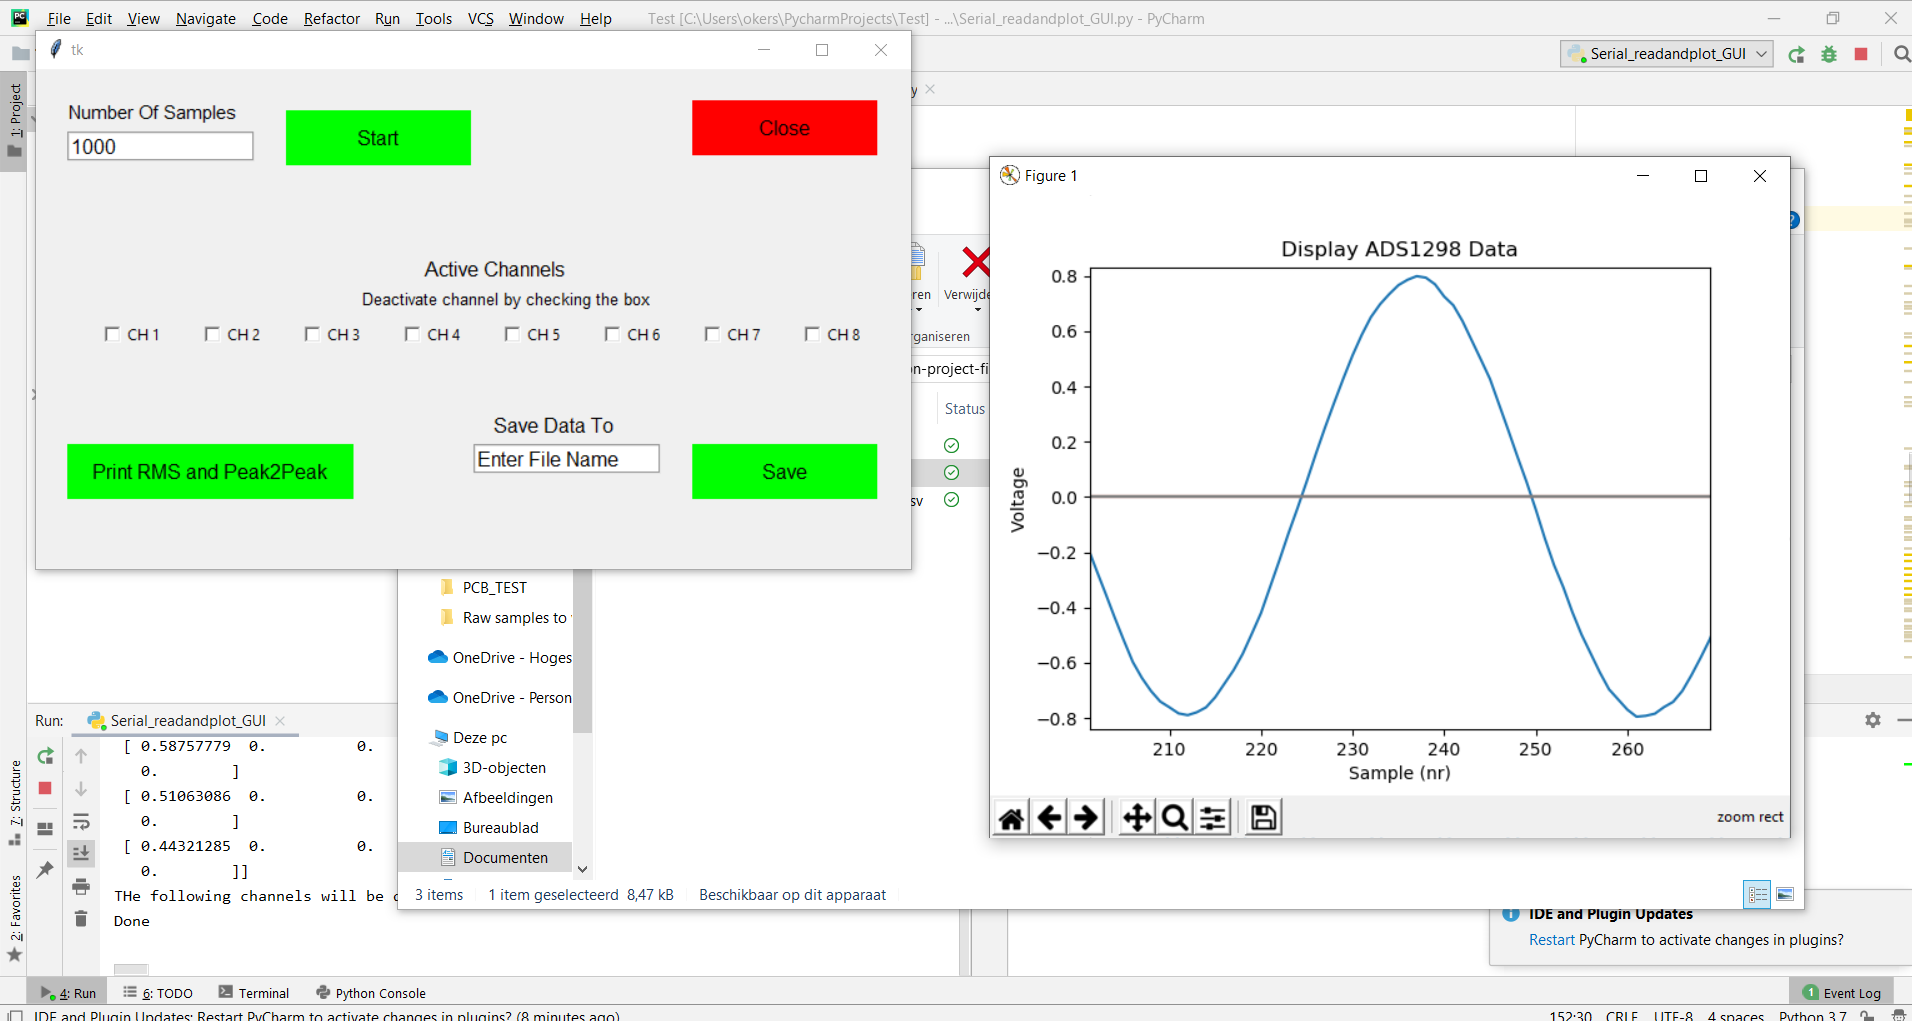 File Edit View Navigate Code Refactor Run Tools VCS Window Help Test [C:\Users\okers\PycharmProjects\Test] - ...\Serial_readandplot_GUI.py - PyCharm
tk
Serial_readandplot_GUI
1: Project
Number Of Samples
1000
Start
Close
Active Channels
Deactivate channel by checking the box
CH 1 CH 2 CH 3 CH 4 CH 5 CH 6 CH 7 CH 8
Save Data To
Print RMS and Peak2Peak
Enter File Name
Save
y
ren
Verwijde
rganiseren
on-project-fi
Status
sv
Figure 1
Display ADS1298 Data
0.8
0.6
0.4
0.2
0.0
−0.2
−0.4
−0.6
−0.8
Voltage
210 220 230 240 250 260
Sample (nr)
zoom rect
PCB_TEST
Raw samples to
OneDrive - Hoges
OneDrive - Person
Deze pc
3D-objecten
Afbeeldingen
Bureaublad
Documenten
3 items 1 item geselecteerd 8,47 kB Beschikbaar op dit apparaat
Run: Serial_readandplot_GUI
[ 0.58757779 0. 0.
0. ]
[ 0.51063086 0. 0.
0. ]
[ 0.44321285 0. 0.
0. ]]
THe following channels will be
Done
7: Structure
2: Favorites
IDE and Plugin Updates
Restart PyCharm to activate changes in plugins?
4: Run 6: TODO Terminal Python Console
1 Event Log
IDE and Plugin Updates: Restart PyCharm to activate changes in plugins? (8 minutes ago)
152:30 CRLF UTF-8 4 spaces Python 3.7